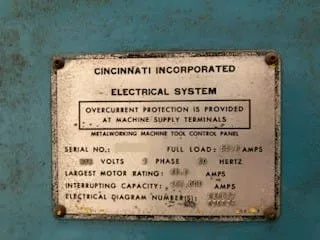 CINCINNATI INCORPORATED
ELECTRICAL SYSTEM
OVERCURRENT PROTECTION IS PROVIDED
AT MACHINE SUPPLY TERMINALS
METALWORKING MACHINE TOOL CONTROL PANEL
SERIAL NO.: FULL LOAD: AMPS
VOLTS 3 PHASE HERTZ
LARGEST MOTOR RATING: AMPS
INTERRUPTING CAPACITY: AMPS
ELECTRICAL DIAGRAM NUMBER(S):